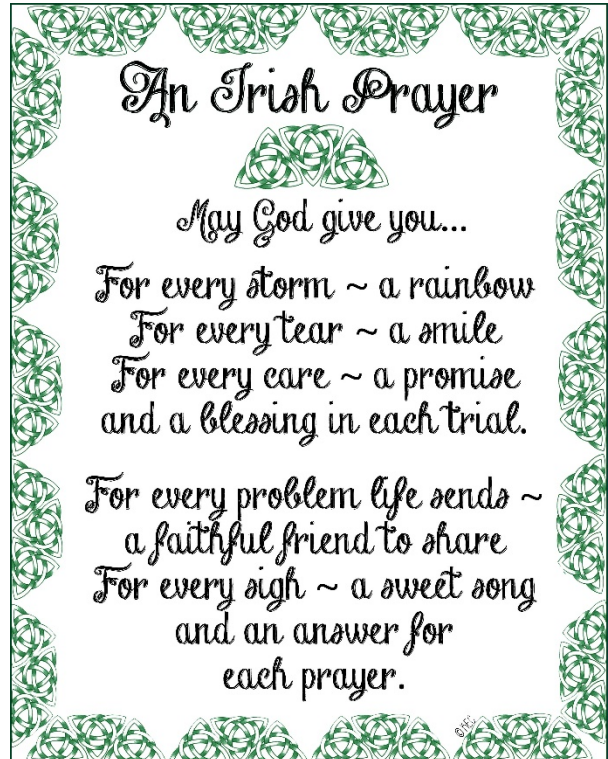 An Irish Prayer
May God give you...
For every storm ~ a rainbow
For every tear ~ a smile
For every care ~ a promise
and a blessing in each trial.
For every problem life sends ~
a faithful friend to share
For every sigh ~ a sweet song
and an answer for
each prayer.